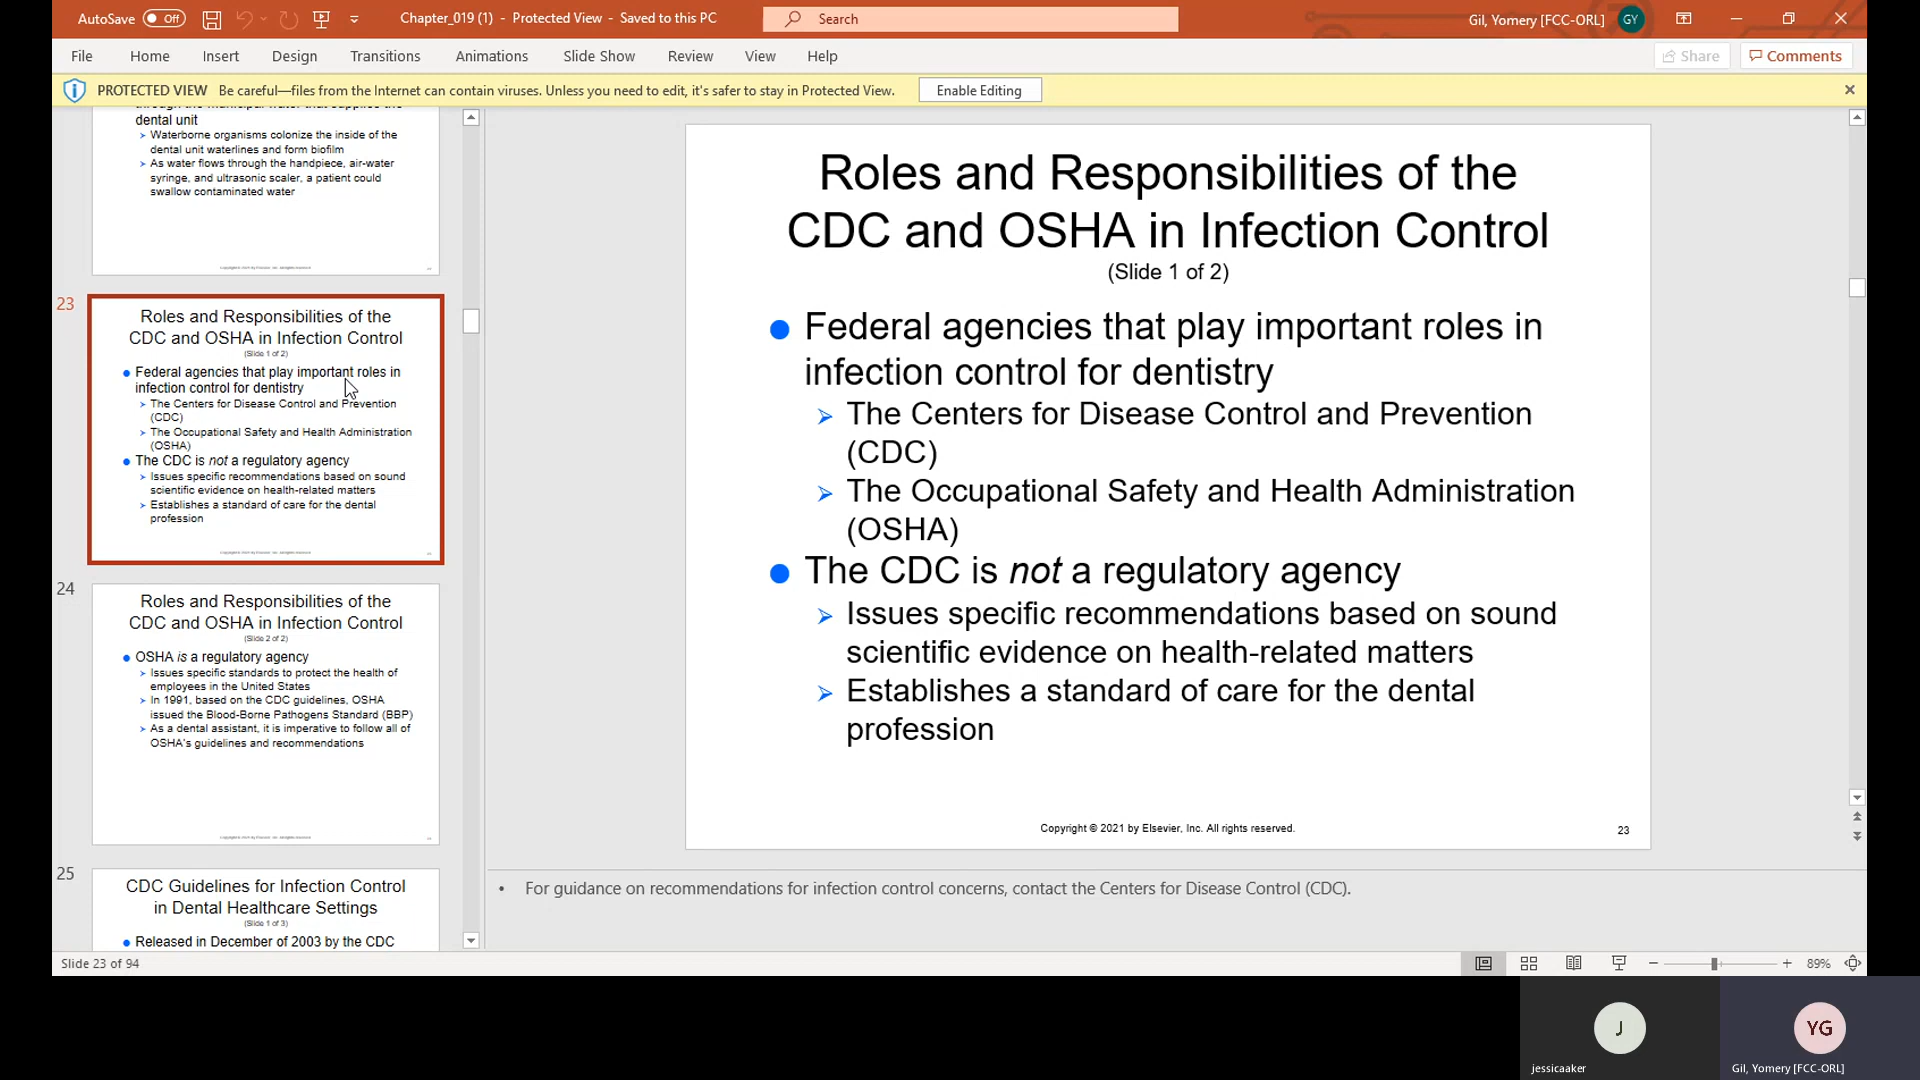 AutoSave Off
Chapter_019 (1) - Protected View - Saved to this PC
Search
Gil, Yomery [FCC-ORL] GY
File Home Insert Design Transitions Animations Slide Show Review View Help
Share Comments
PROTECTED VIEW Be careful—files from the Internet can contain viruses. Unless you need to edit, it's safer to stay in Protected View. Enable Editing
dental unit
Waterborne organisms colonize the inside of the
dental unit waterlines and form biofilm
As water flows through the handpiece, air-water
syringe, and ultrasonic scaler, a patient could
swallow contaminated water
23
Roles and Responsibilities of the
CDC and OSHA in Infection Control
(Slide 1 of 2)
Federal agencies that play important roles in
infection control for dentistry
The Centers for Disease Control and Prevention
(CDC)
The Occupational Safety and Health Administration
(OSHA)
The CDC is not a regulatory agency
Issues specific recommendations based on sound
scientific evidence on health-related matters
Establishes a standard of care for the dental
profession
24
Roles and Responsibilities of the
CDC and OSHA in Infection Control
(Slide 2 of 2)
OSHA is a regulatory agency
Issues specific standards to protect the health of
employees in the United States
In 1991, based on the CDC guidelines, OSHA
issued the Blood-Borne Pathogens Standard (BBP)
As a dental assistant, it is imperative to follow all of
OSHA's guidelines and recommendations
25
CDC Guidelines for Infection Control
in Dental Healthcare Settings
(Slide 1 of 3)
Released in December of 2003 by the CDC
Roles and Responsibilities of the
CDC and OSHA in Infection Control
(Slide 1 of 2)
Federal agencies that play important roles in
infection control for dentistry
The Centers for Disease Control and Prevention
(CDC)
The Occupational Safety and Health Administration
(OSHA)
The CDC is not a regulatory agency
Issues specific recommendations based on sound
scientific evidence on health-related matters
Establishes a standard of care for the dental
profession
Copyright © 2021 by Elsevier, Inc. All rights reserved.
23
• For guidance on recommendations for infection control concerns, contact the Centers for Disease Control (CDC).
Slide 23 of 94
89%
J
jessicaaker
YG
Gil, Yomery [FCC-ORL]